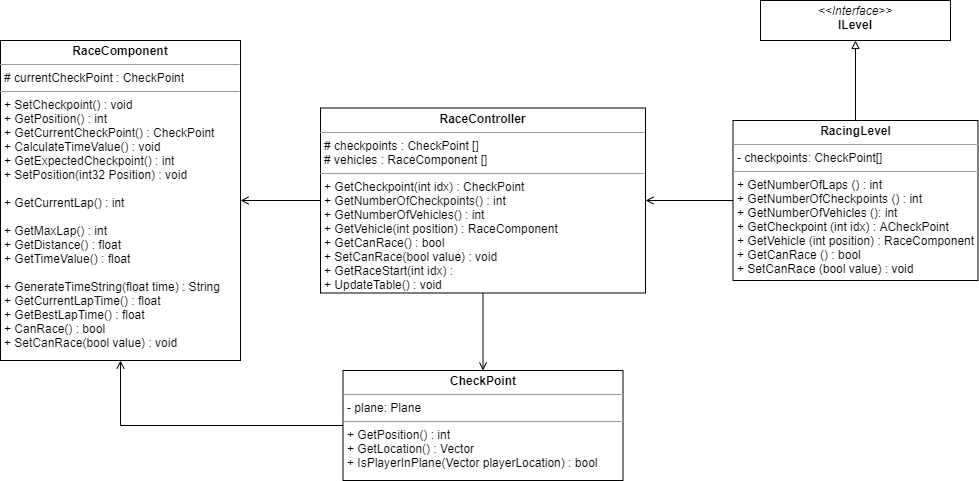 <<Interface>>
ILevel
RaceComponent
# currentCheckPoint : CheckPoint
+ SetCheckpoint() : void
+ GetPosition() : int
+ GetCurrentCheckPoint() : CheckPoint
+ CalculateTimeValue() : void
+ GetExpectedCheckpoint() : int
+ SetPosition(int32 Position) : void
+ GetCurrentLap() : int
+ GetMaxLap() : int
+ GetDistance() : float
+ GetTimeValue() : float
+ GenerateTimeString(float time) : String
+ GetCurrentLapTime() : float
+ GetBestLapTime() : float
+ CanRace() : bool
+ SetCanRace(bool value) : void
RaceController
# checkpoints : CheckPoint []
# vehicles : RaceComponent []
+ GetCheckpoint(int idx) : CheckPoint
+ GetNumberOfCheckpoints() : int
+ GetNumberOfVehicles() : int
+ GetVehicle(int position) : RaceComponent
+ GetCanRace() : bool
+ SetCanRace(bool value) : void
+ GetRaceStart(int idx) :
+ UpdateTable() : void
RacingLevel
- checkpoints: CheckPoint[]
+ GetNumberOfLaps () : int
+ GetNumberOfCheckpoints () : int
+ GetNumberOfVehicles (): int
+ GetCheckpoint (int idx) : ACheckPoint
+ GetVehicle (int position) : RaceComponent
+ GetCanRace () : bool
+ SetCanRace (bool value) : void
CheckPoint
- plane: Plane
+ GetPosition() : int
+ GetLocation() : Vector
+ IsPlayerInPlane(Vector playerLocation) : bool